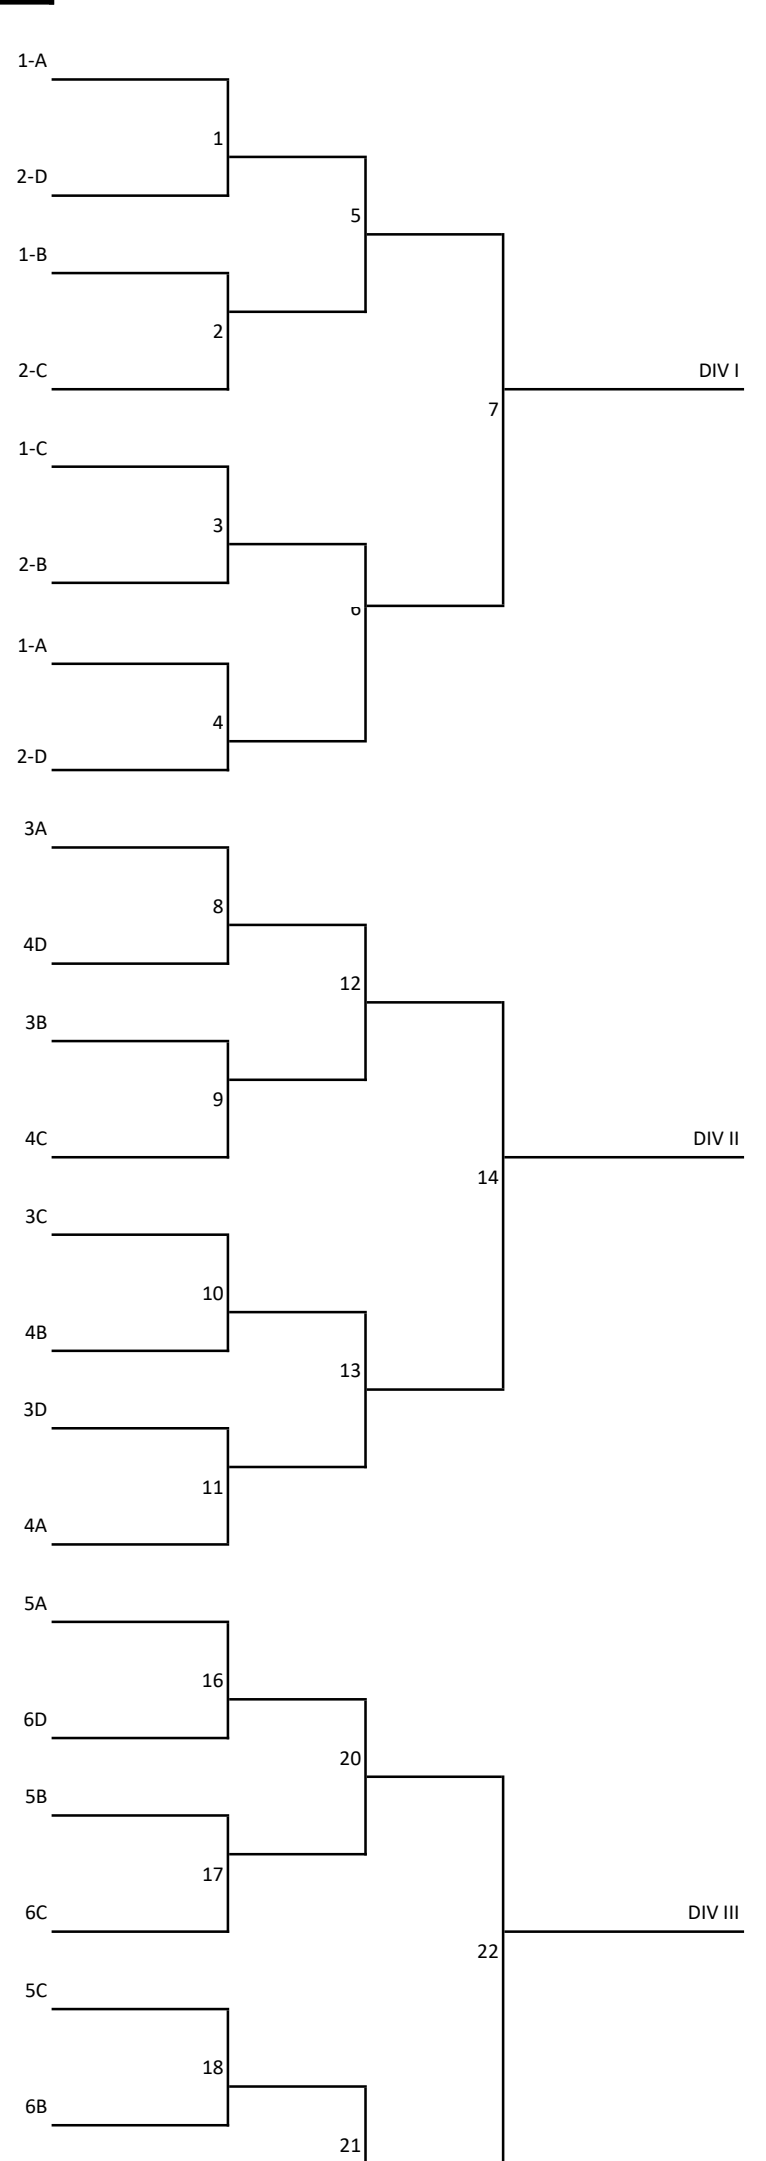 1-A
1
2-D
5
1-B
2
2-C
DIV I
7
1-C
3
2-B
6
1-A
4
2-D
3A
8
4D
12
3B
9
4C
DIV II
14
3C
10
4B
13
3D
11
4A
5A
16
6D
20
5B
17
6C
DIV III
22
5C
18
6B
21